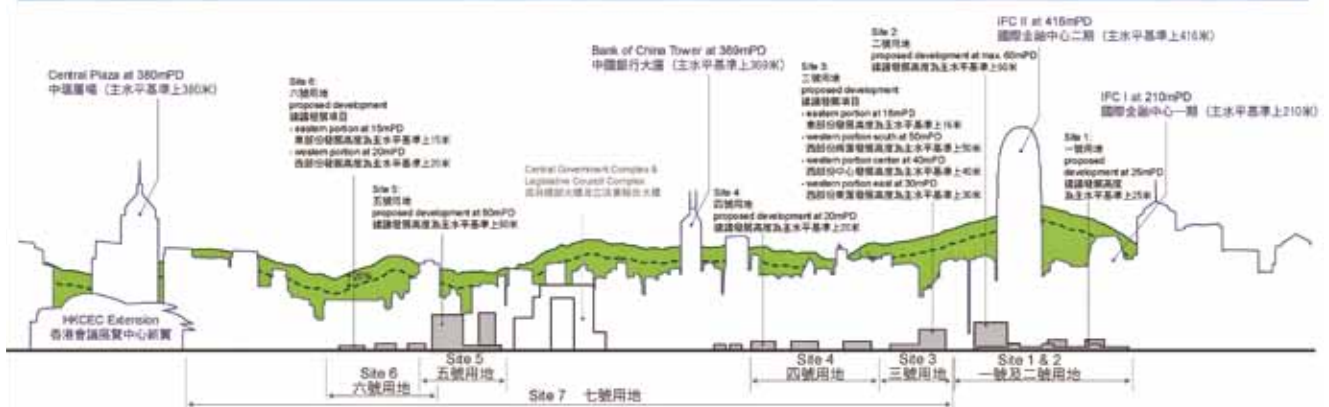 Central Plaza at 380mPD
中環廣場（主水平基準上380米）
HKCEC Extension
香港會議展覽中心新翼
Site 6:
六號用地
proposed development
建議發展項目
- eastern portion at 15mPD
東部份發展高度為主水平基準上15米
- western portion at 20mPD
西部份發展高度為主水平基準上20米
Site 5:
五號用地
proposed development at 50mPD
建議發展高度為主水平基準上50米
Central Government Complex &
Legislative Council Complex
Bank of China Tower at 369mPD
中國銀行大廈（主水平基準上369米）
Site 4
四號用地
proposed development at 20mPD
建議發展高度為主水平基準上20米
Site 3:
三號用地
proposed development
建議發展項目
- eastern portion at 16mPD
東部份發展高度為主水平基準上16米
- western portion south at 50mPD
西部份南面發展高度為主水平基準上50米
- western portion center at 40mPD
西部份中心發展高度為主水平基準上40米
- western portion east at 30mPD
西部份東面發展高度為主水平基準上30米
Site 2:
二號用地
proposed development at max. 60mPD
建議發展高度為主水平基準上60米
IFC II at 416mPD
國際金融中心二期（主水平基準上416米）
IFC I at 210mPD
國際金融中心一期（主水平基準上210米）
Site 1:
一號用地
proposed
development at 25mPD
建議發展高度
為主水平基準上25米
Site 6
六號用地
Site 5
五號用地
Site 4
四號用地
Site 3
三號用地
Site 1 & 2
一號及二號用地
Site 7 七號用地